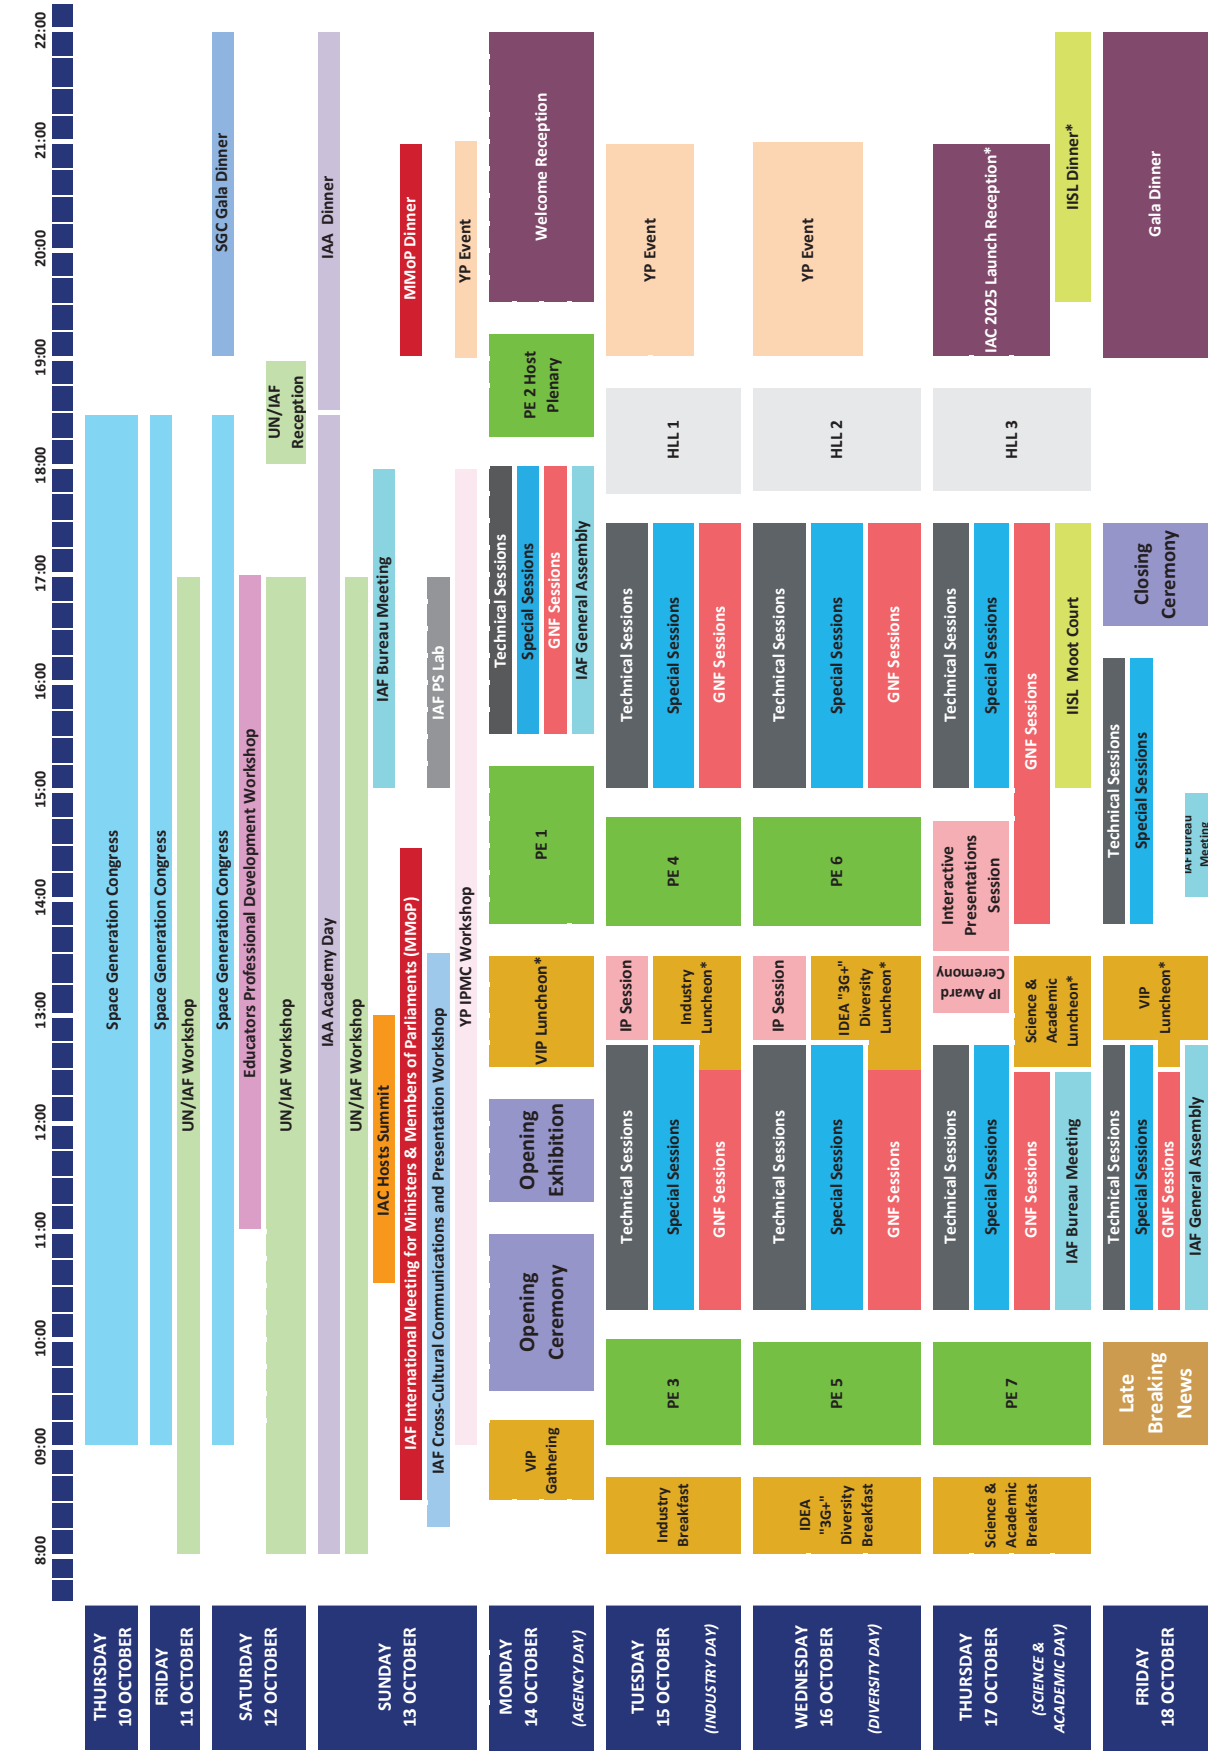 8:00
09:00
10:00
11:00
12:00
13:00
14:00
15:00
16:00
17:00
18:00
19:00
20:00
21:00
22:00
THURSDAY
10 OCTOBER
Space Generation Congress
FRIDAY
11 OCTOBER
Space Generation Congress
UN/IAF Workshop
SATURDAY
12 OCTOBER
Space Generation Congress
SGC Gala Dinner
Educators Professional Development Workshop
UN/IAF Workshop
UN/IAF
Reception
SUNDAY
13 OCTOBER
IAA Academy Day
IAA Dinner
UN/IAF Workshop
IAC Hosts Summit
IAF Bureau Meeting
IAF International Meeting for Ministers & Members of Parliaments (MMoP)
MMoP Dinner
IAF Cross-Cultural Communications and Presentation Workshop
IAF PS Lab
YP IPMC Workshop
YP Event
MONDAY
14 OCTOBER
(AGENCY DAY)
VIP
Gathering
Opening
Ceremony
Opening
Exhibition
VIP Luncheon*
PE 1
Technical Sessions
Special Sessions
GNF Sessions
IAF General Assembly
PE 2 Host
Plenary
Welcome Reception
TUESDAY
15 OCTOBER
(INDUSTRY DAY)
Industry
Breakfast
PE 3
Technical Sessions
Special Sessions
GNF Sessions
IP Session
Industry
Luncheon*
PE 4
Technical Sessions
Special Sessions
GNF Sessions
HLL 1
YP Event
WEDNESDAY
16 OCTOBER
(DIVERSITY DAY)
IDEA
"3G+"
Diversity
Breakfast
PE 5
Technical Sessions
Special Sessions
GNF Sessions
IP Session
IDEA "3G+"
Diversity
Luncheon*
PE 6
Technical Sessions
Special Sessions
GNF Sessions
HLL 2
YP Event
THURSDAY
17 OCTOBER
(SCIENCE &
ACADEMIC DAY)
Science &
Academic
Breakfast
PE 7
Technical Sessions
Special Sessions
GNF Sessions
IAF Bureau Meeting
IP Award
Ceremony
Science &
Academic
Luncheon*
Interactive
Presentations
Session
GNF Sessions
Technical Sessions
Special Sessions
IISL Moot Court
HLL 3
IAC 2025 Launch Reception*
IISL Dinner*
FRIDAY
18 OCTOBER
Late
Breaking
News
Technical Sessions
Special Sessions
GNF Sessions
IAF General Assembly
VIP
Luncheon*
IAF Bureau
Meeting
Technical Sessions
Special Sessions
Closing
Ceremony
Gala Dinner